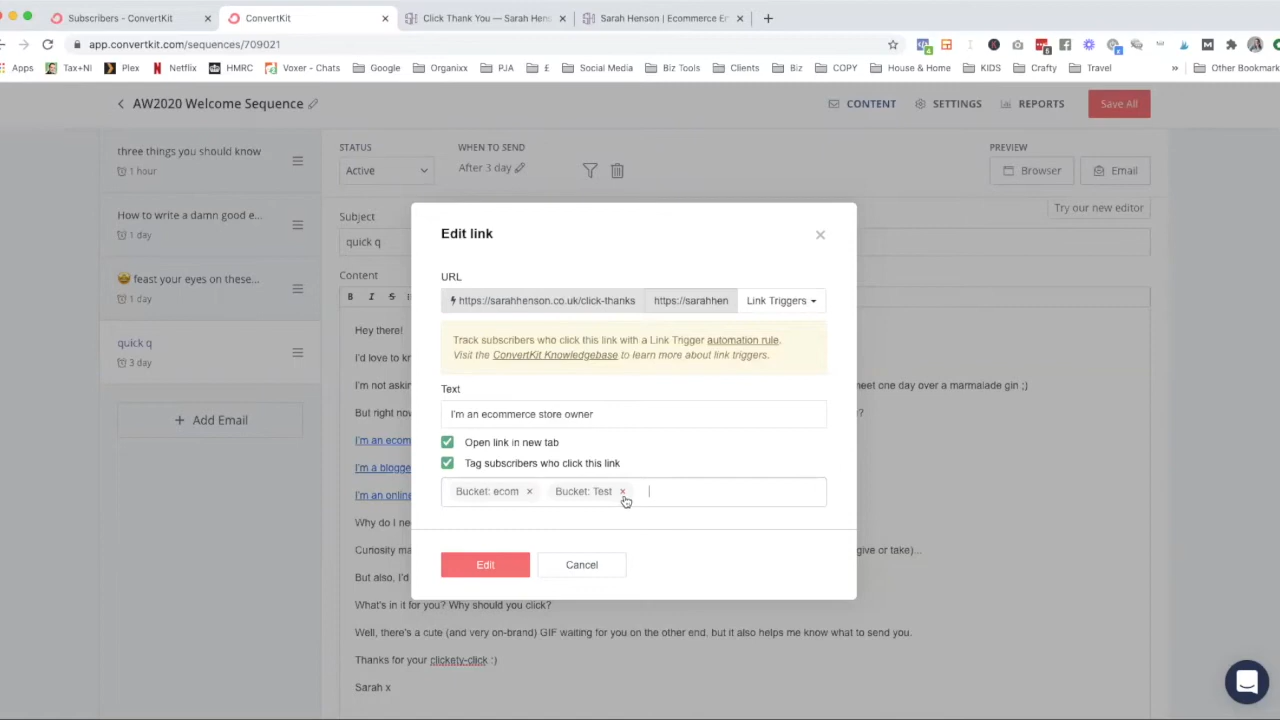 Subscribers - ConvertKit
ConvertKit
Click Thank You — Sarah Hens
Sarah Henson | Ecommerce Er
app.convertkit.com/sequences/709021
Apps
Tax+NI
Plex
Netflix
HMRC
Voxer - Chats
Google
Organixx
PJA
£
Social Media
Biz Tools
Clients
Biz
COPY
House & Home
KIDS
Crafty
Travel
»
Other Bookmark
AW2020 Welcome Sequence
CONTENT
SETTINGS
REPORTS
Save All
three things you should know
1 hour
How to write a damn good e...
1 day
🤩 feast your eyes on these...
1 day
quick q
3 day
+ Add Email
STATUS
Active
WHEN TO SEND
After 3 day
PREVIEW
Browser
Email
Try our new editor
Subject
quick q
Content
B I S
Hey there!
I'd love to kr
I'm not askin
meet one day over a marmalade gin ;)
But right now
?
I'm an ecom
I'm a blogge
I'm an online
Why do I nee
Curiosity ma
give or take)...
But also, I'd
What's in it for you? Why should you click?
Well, there's a cute (and very on-brand) GIF waiting for you on the other end. but it also helps me know what to send you.
Thanks for your clickety-click :)
Sarah x
Edit link
×
URL
https://sarahhenson.co.uk/click-thanks
https://sarahhen
Link Triggers
Track subscribers who click this link with a Link Trigger automation rule.
Visit the ConvertKit Knowledgebase to learn more about link triggers.
Text
I'm an ecommerce store owner
Open link in new tab
Tag subscribers who click this link
Bucket: ecom ×
Bucket: Test ×
Edit
Cancel